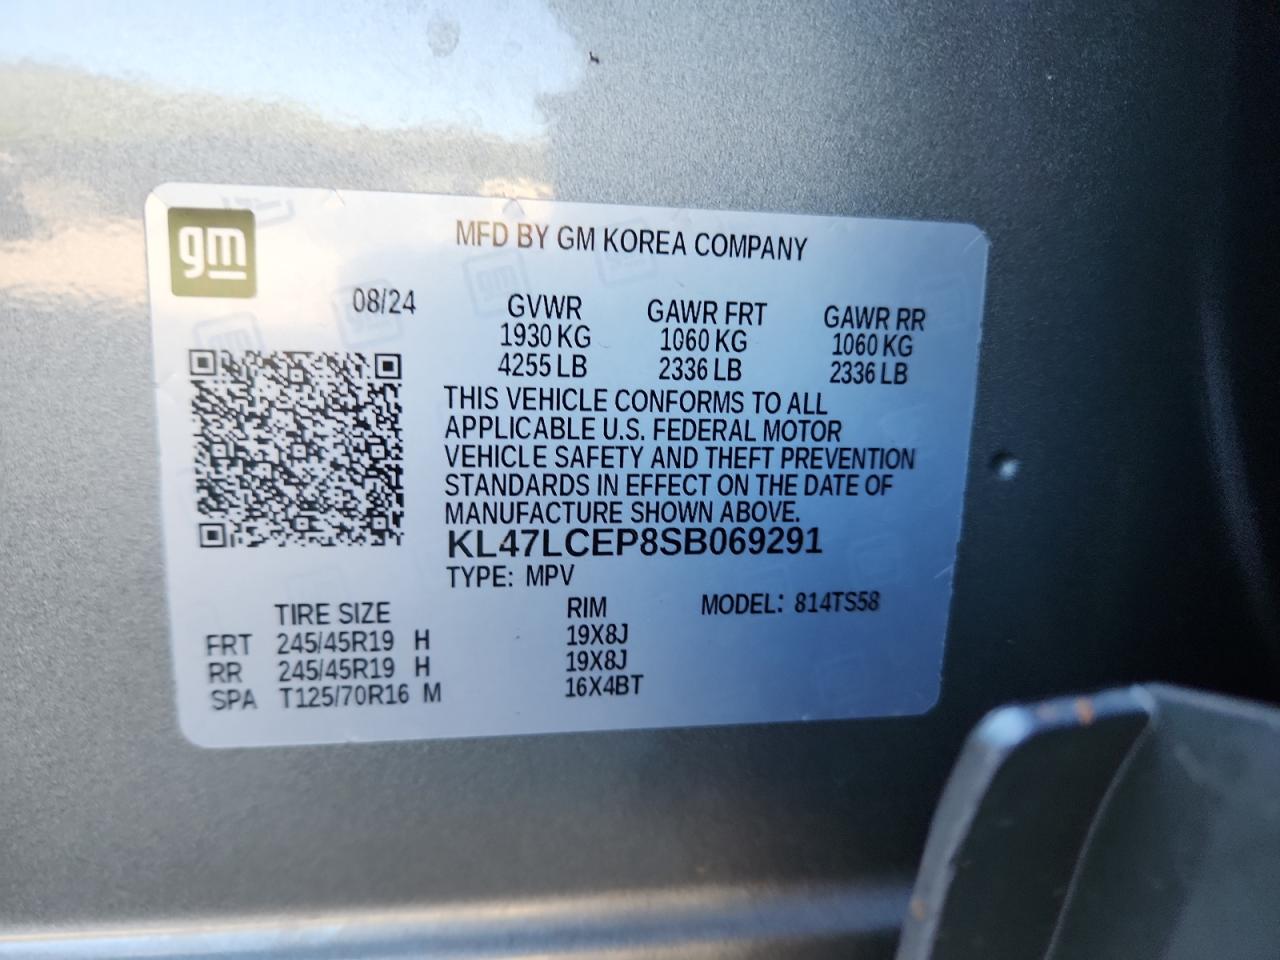 gm
MFD BY GM KOREA COMPANY
08/24
GVWR GAWR FRT GAWR RR
1930 KG 1060 KG 1060 KG
4255 LB 2336 LB 2336 LB
THIS VEHICLE CONFORMS TO ALL
APPLICABLE U.S. FEDERAL MOTOR
VEHICLE SAFETY AND THEFT PREVENTION
STANDARDS IN EFFECT ON THE DATE OF
MANUFACTURE SHOWN ABOVE.
KL47LCEP8SB069291
TYPE: MPV
TIRE SIZE RIM MODEL: 814TS58
FRT 245/45R19 H 19X8J
RR 245/45R19 H 19X8J
SPA T125/70R16 M 16X4BT